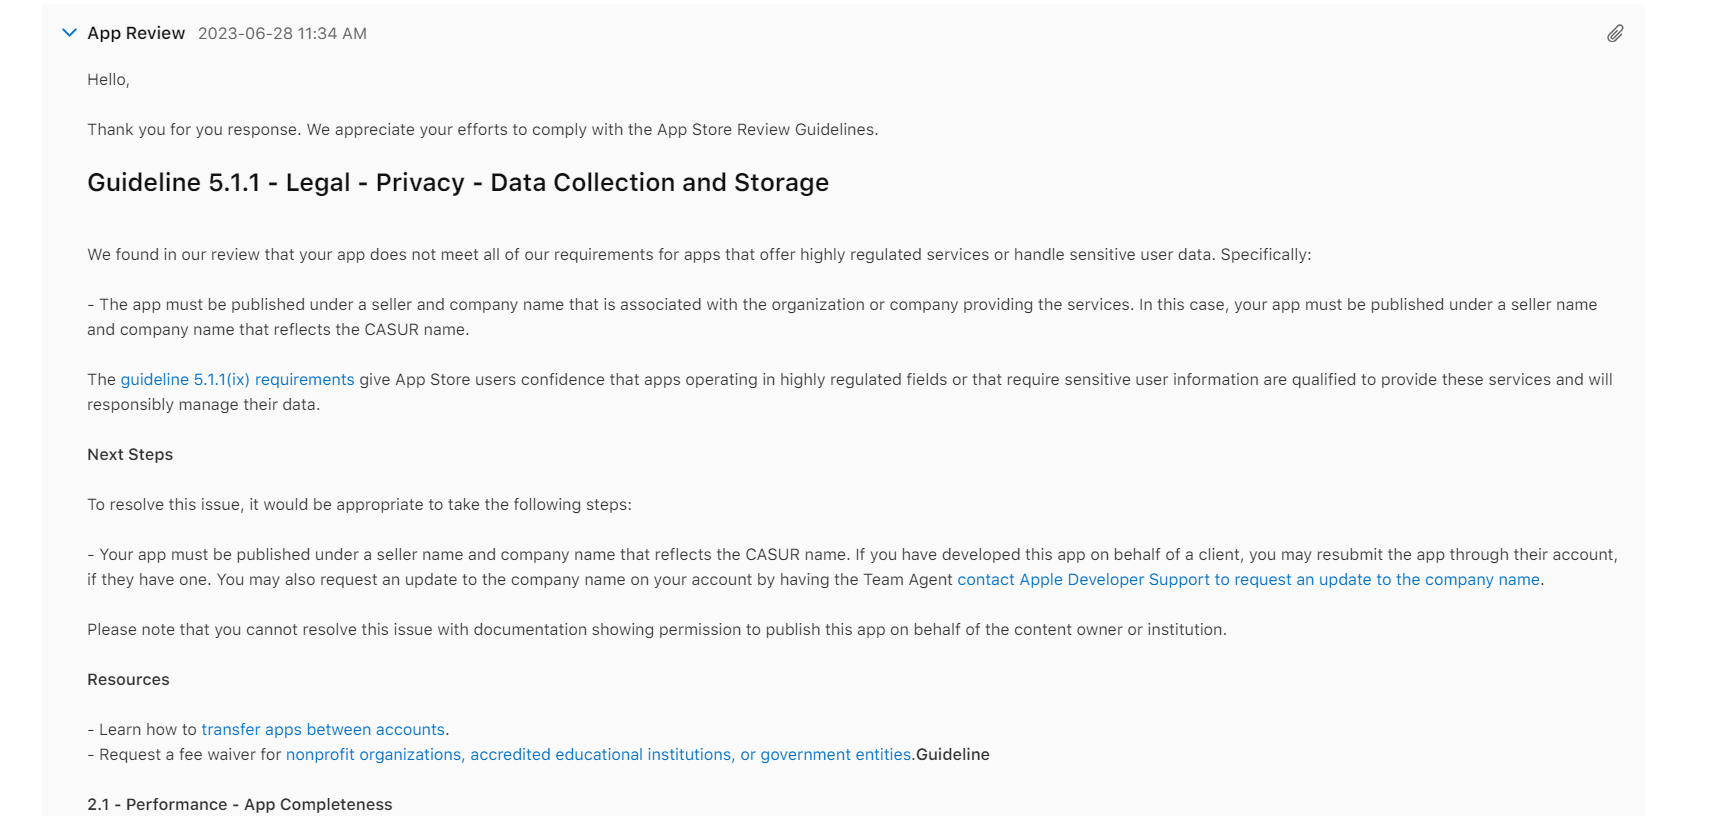 App Review 2023-06-28 11:34 AM
Hello,
Thank you for you response. We appreciate your efforts to comply with the App Store Review Guidelines.
Guideline 5.1.1 - Legal - Privacy - Data Collection and Storage
We found in our review that your app does not meet all of our requirements for apps that offer highly regulated services or handle sensitive user data. Specifically:
- The app must be published under a seller and company name that is associated with the organization or company providing the services. In this case, your app must be published under a seller name
and company name that reflects the CASUR name.
The guideline 5.1.1(ix) requirements give App Store users confidence that apps operating in highly regulated fields or that require sensitive user information are qualified to provide these services and will
responsibly manage their data.
Next Steps
To resolve this issue, it would be appropriate to take the following steps:
- Your app must be published under a seller name and company name that reflects the CASUR name. If you have developed this app on behalf of a client, you may resubmit the app through their account,
if they have one. You may also request an update to the company name on your account by having the Team Agent contact Apple Developer Support to request an update to the company name.
Please note that you cannot resolve this issue with documentation showing permission to publish this app on behalf of the content owner or institution.
Resources
- Learn how to transfer apps between accounts.
- Request a fee waiver for nonprofit organizations, accredited educational institutions, or government entities.Guideline
2.1 - Performance - App Completeness